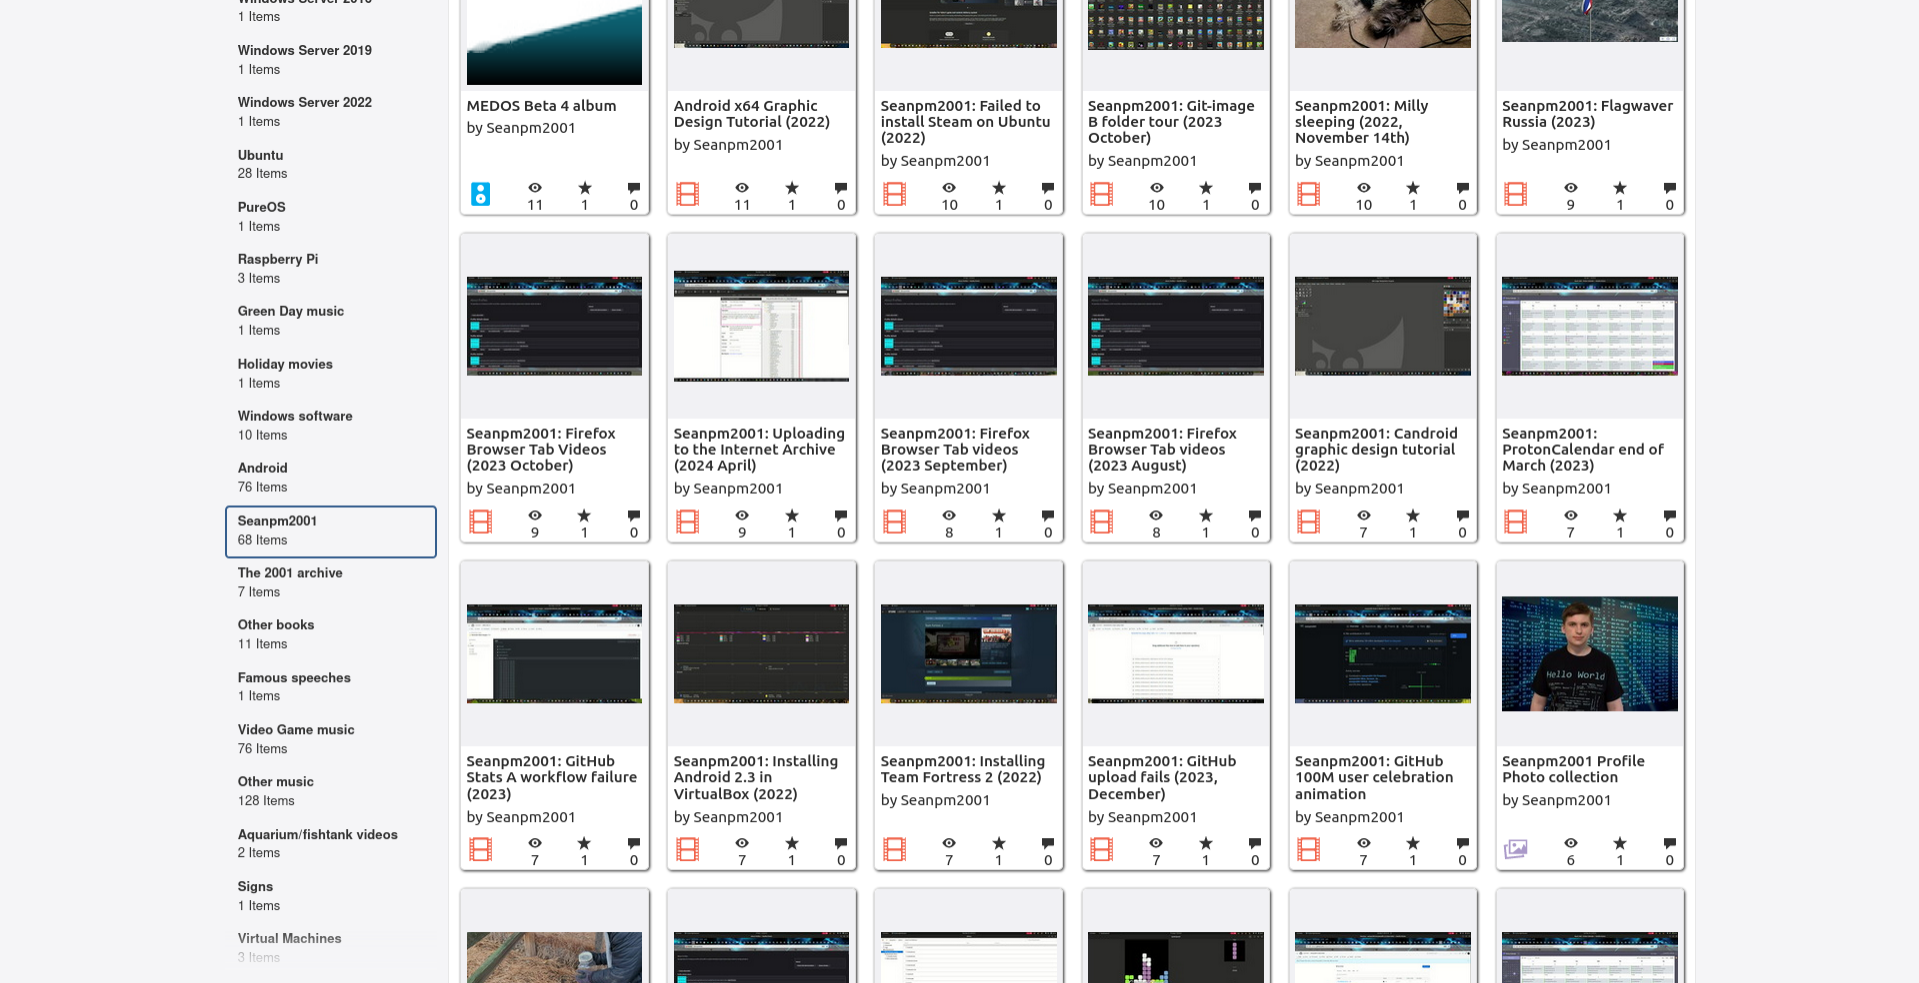 1 Items
Windows Server 2019
1 Items
Windows Server 2022
1 Items
Ubuntu
28 Items
PureOS
1 Items
Raspberry Pi
3 Items
Green Day music
1 Items
Holiday movies
1 Items
Windows software
10 Items
Android
76 Items
Seanpm2001
68 Items
The 2001 archive
7 Items
Other books
11 Items
Famous speeches
1 Items
Video Game music
76 Items
Other music
128 Items
Aquarium/fishtank videos
2 Items
Signs
1 Items
Virtual Machines
3 Items
MEDOS Beta 4 album
by Seanpm2001
11 1 0
Android x64 Graphic
Design Tutorial (2022)
by Seanpm2001
11 1 0
Seanpm2001: Failed to
install Steam on Ubuntu
(2022)
by Seanpm2001
10 1 0
Seanpm2001: Git-image
B folder tour (2023
October)
by Seanpm2001
10 1 0
Seanpm2001: Milly
sleeping (2022,
November 14th)
by Seanpm2001
10 1 0
Seanpm2001: Flagwaver
Russia (2023)
by Seanpm2001
9 1 0
Seanpm2001: Firefox
Browser Tab Videos
(2023 October)
by Seanpm2001
9 1 0
Seanpm2001: Uploading
to the Internet Archive
(2024 April)
by Seanpm2001
9 1 0
Seanpm2001: Firefox
Browser Tab videos
(2023 September)
by Seanpm2001
8 1 0
Seanpm2001: Firefox
Browser Tab videos
(2023 August)
by Seanpm2001
8 1 0
Seanpm2001: Candroid
graphic design tutorial
(2022)
by Seanpm2001
7 1 0
Seanpm2001:
ProtonCalendar end of
March (2023)
by Seanpm2001
7 1 0
Seanpm2001: GitHub
Stats A workflow failure
(2023)
by Seanpm2001
7 1 0
Seanpm2001: Installing
Android 2.3 in
VirtualBox (2022)
by Seanpm2001
7 1 0
Seanpm2001: Installing
Team Fortress 2 (2022)
by Seanpm2001
7 1 0
Seanpm2001: GitHub
upload fails (2023,
December)
by Seanpm2001
7 1 0
Seanpm2001: GitHub
100M user celebration
animation
by Seanpm2001
7 1 0
Hello World
Seanpm2001 Profile
Photo collection
by Seanpm2001
6 1 0